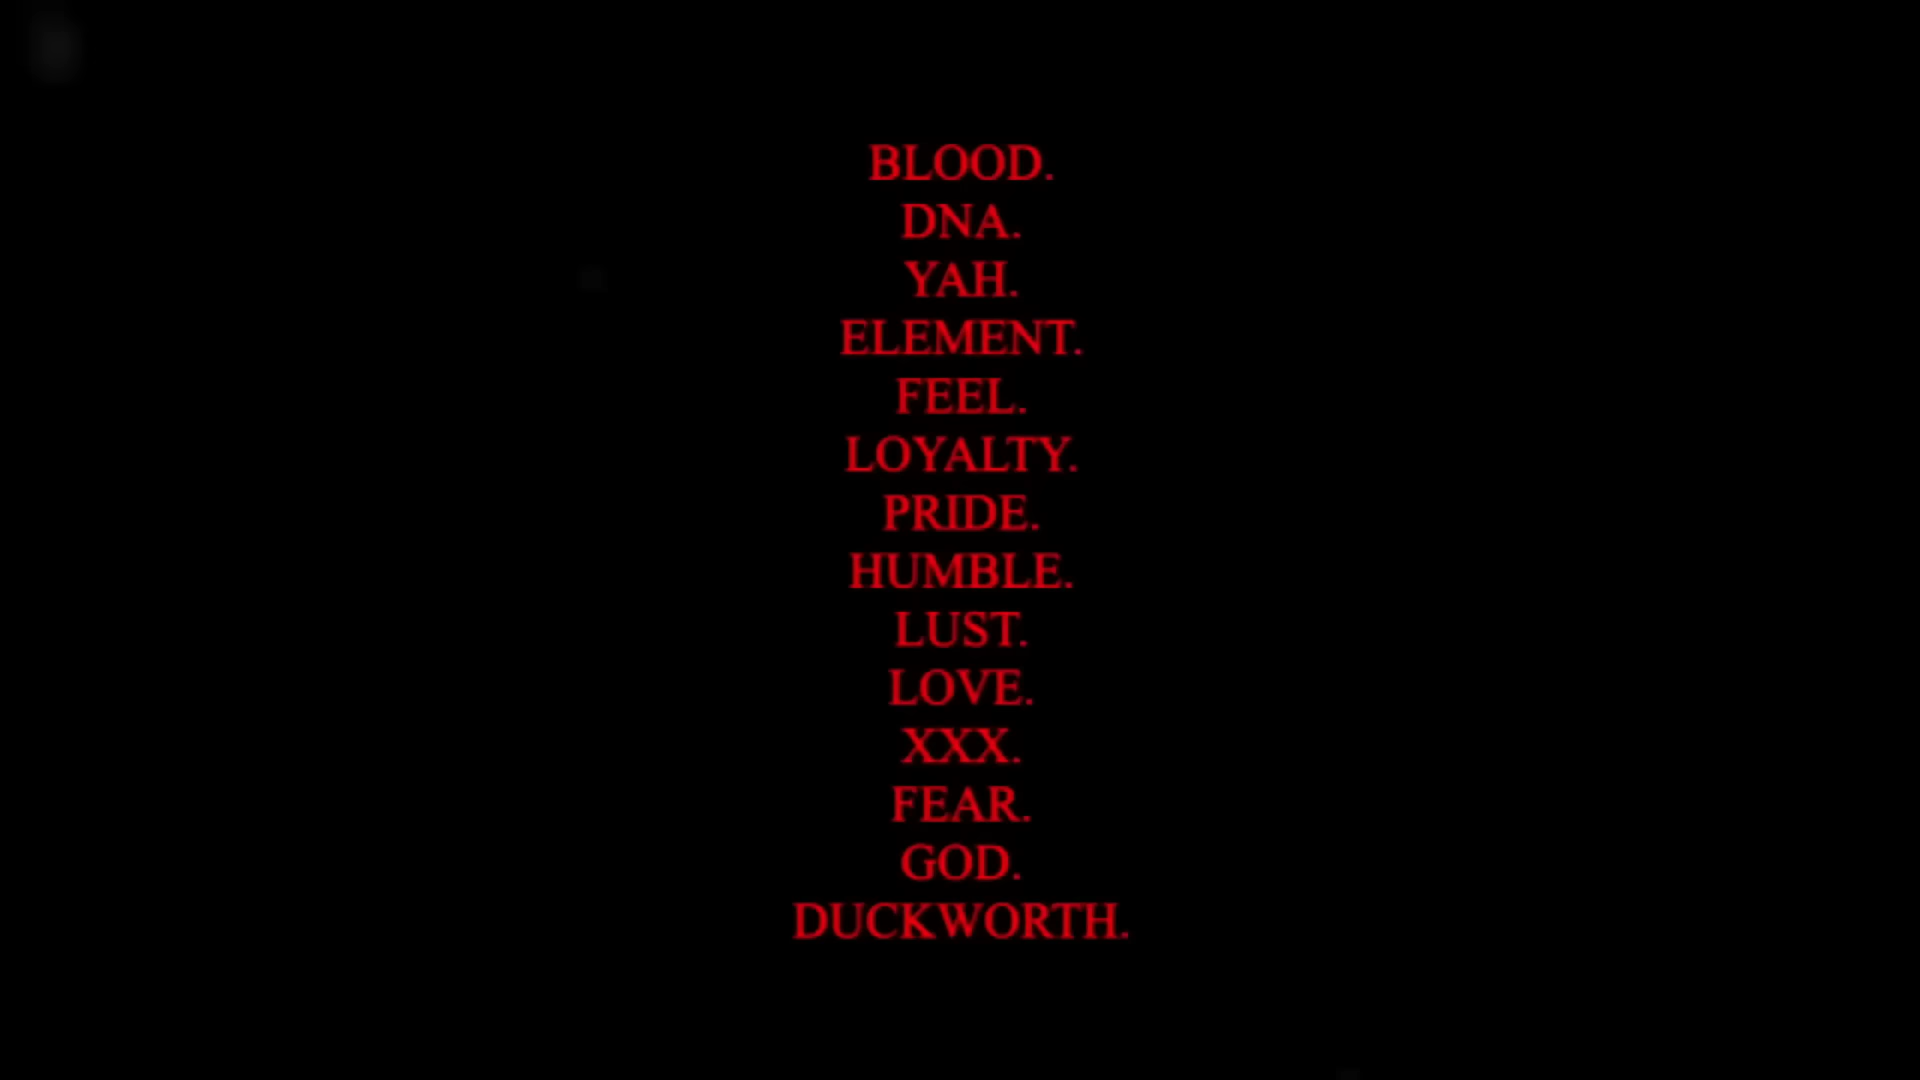 BLOOD.
DNA.
YAH.
ELEMENT.
FEEL.
LOYALTY.
PRIDE.
HUMBLE.
LUST.
LOVE.
XXX.
FEAR.
GOD.
DUCKWORTH.